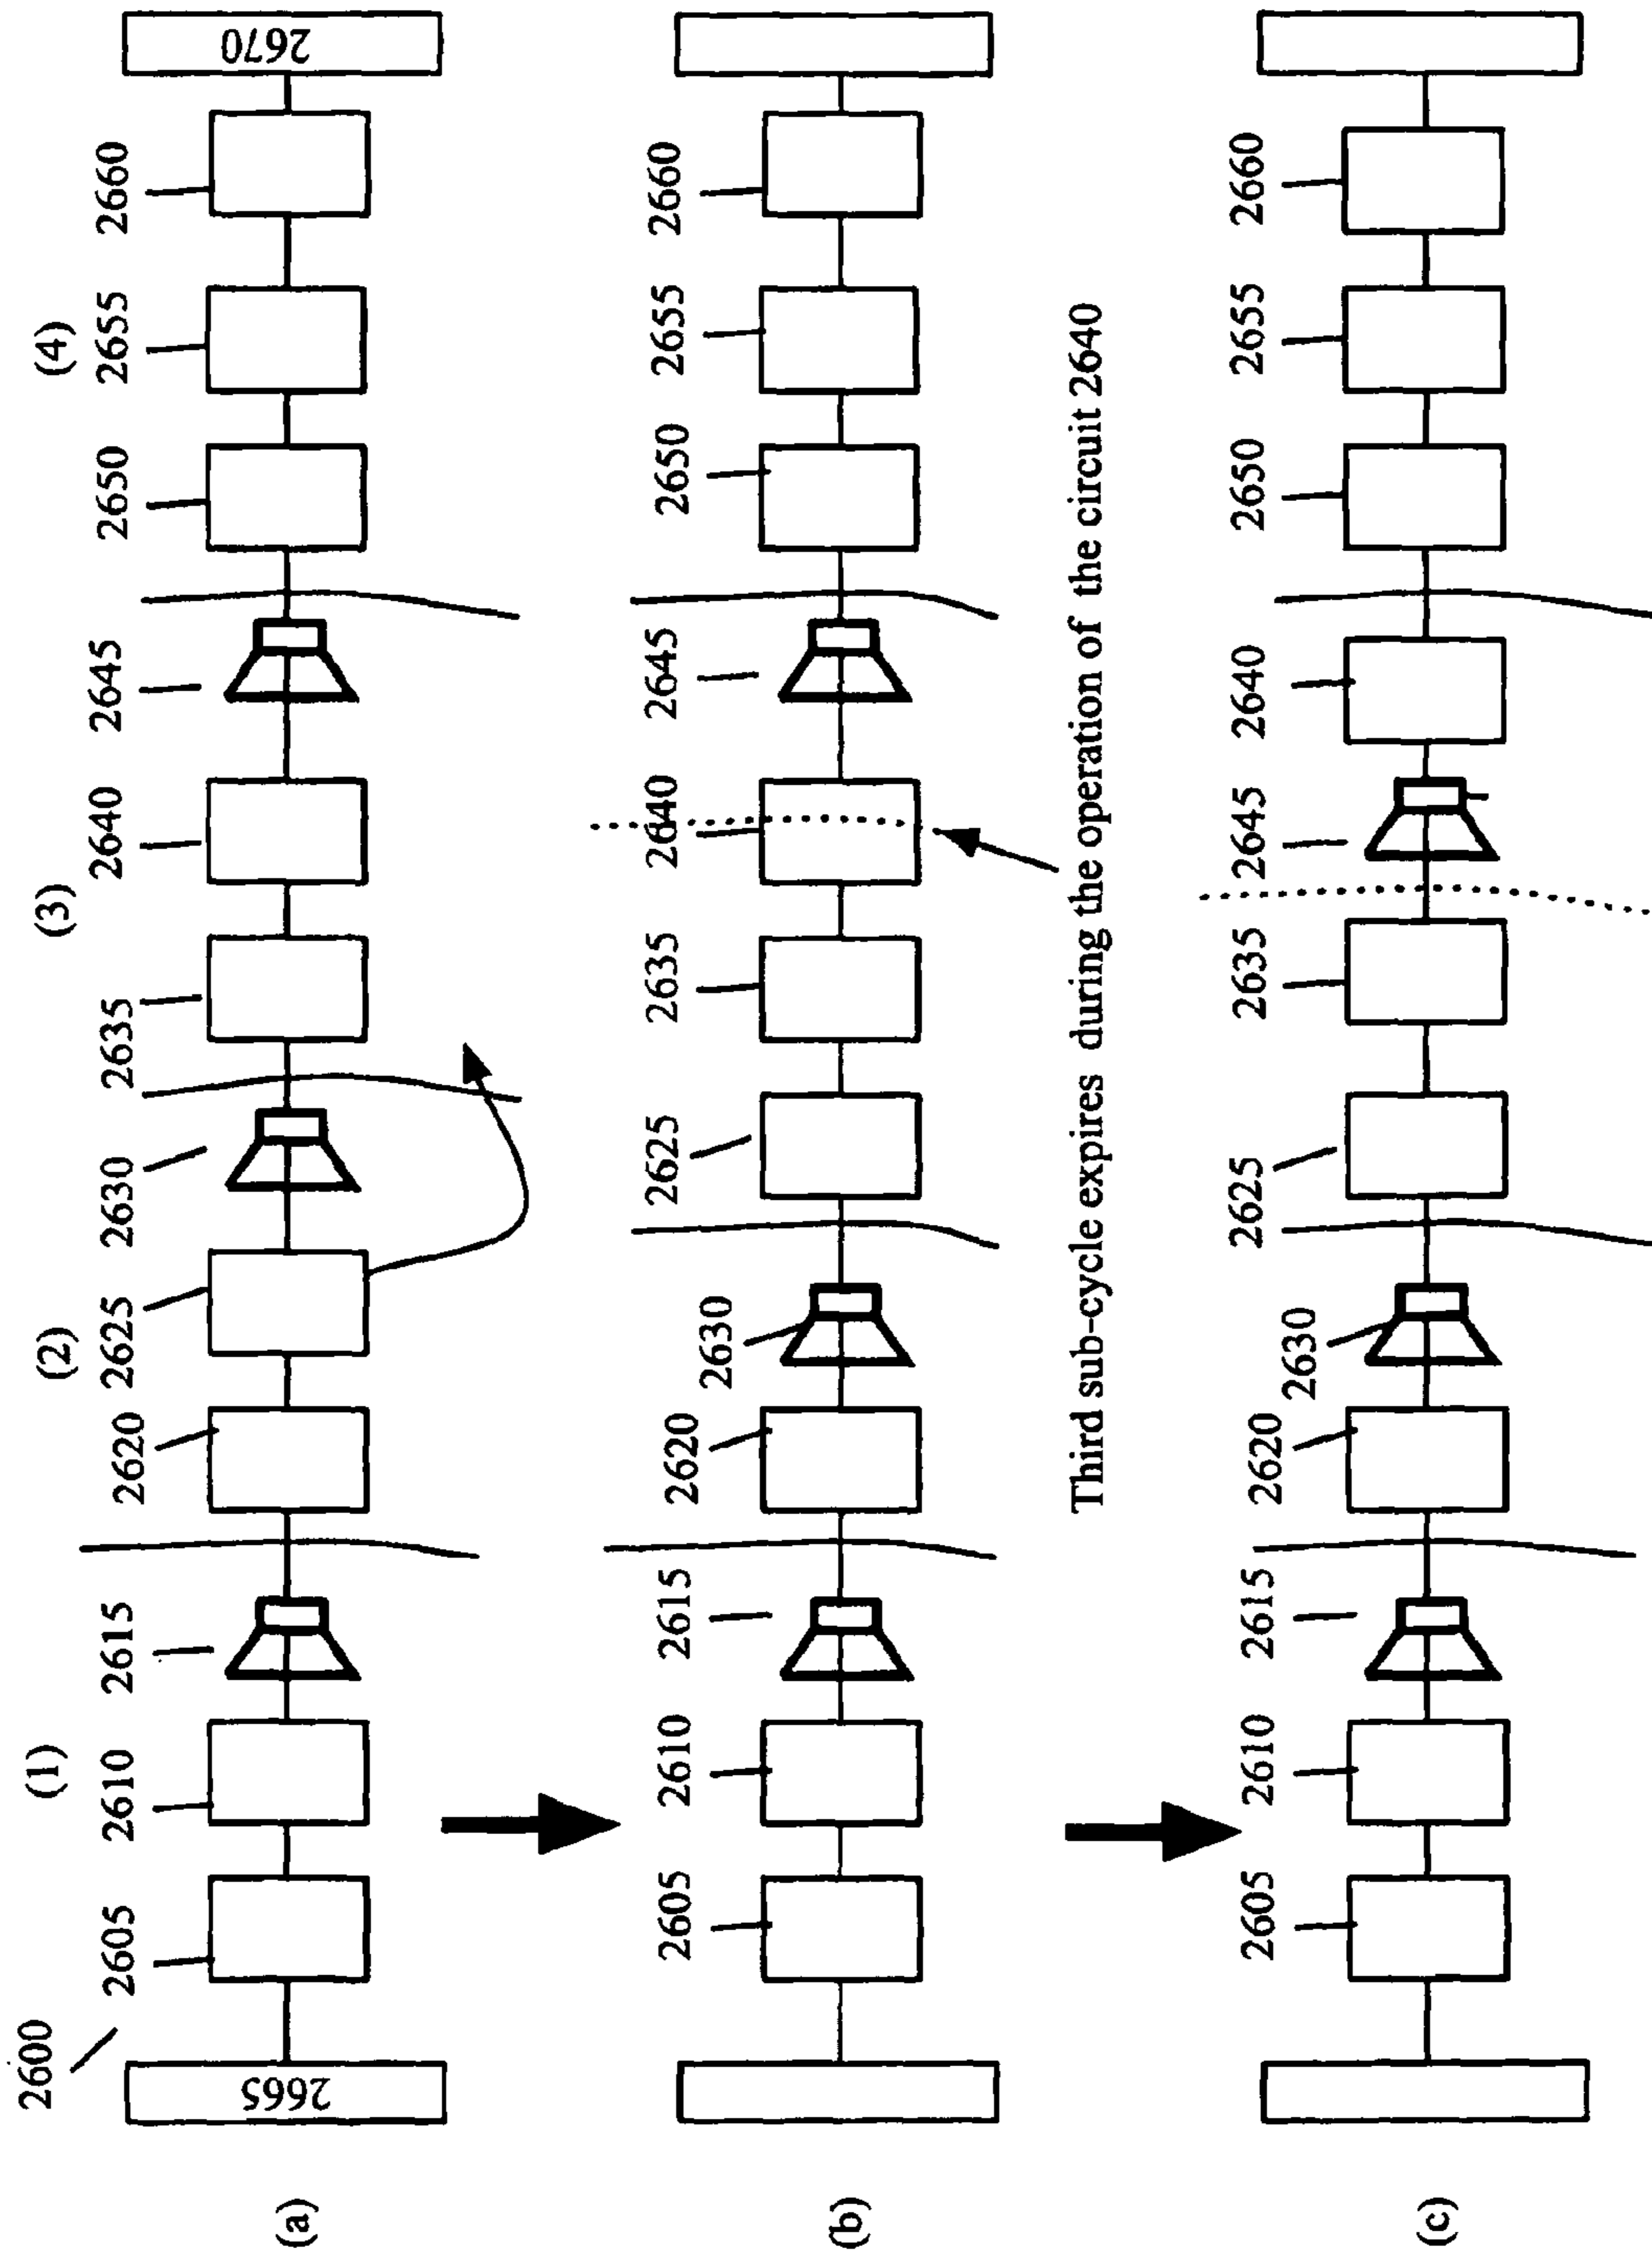 2600
(1) (2) (3) (4)
2605 2610 2615 2620 2625 2630 2635 2640 2645 2650 2655 2660
(a) 2665 2670
2605 2610 2615 2620 2630 2625 2635 2640 2645 2650 2655 2660
(b)
Third sub-cycle expires during the operation of the circuit 2640
2605 2610 2615 2620 2630 2625 2635 2645 2640 2650 2655 2660
(c)